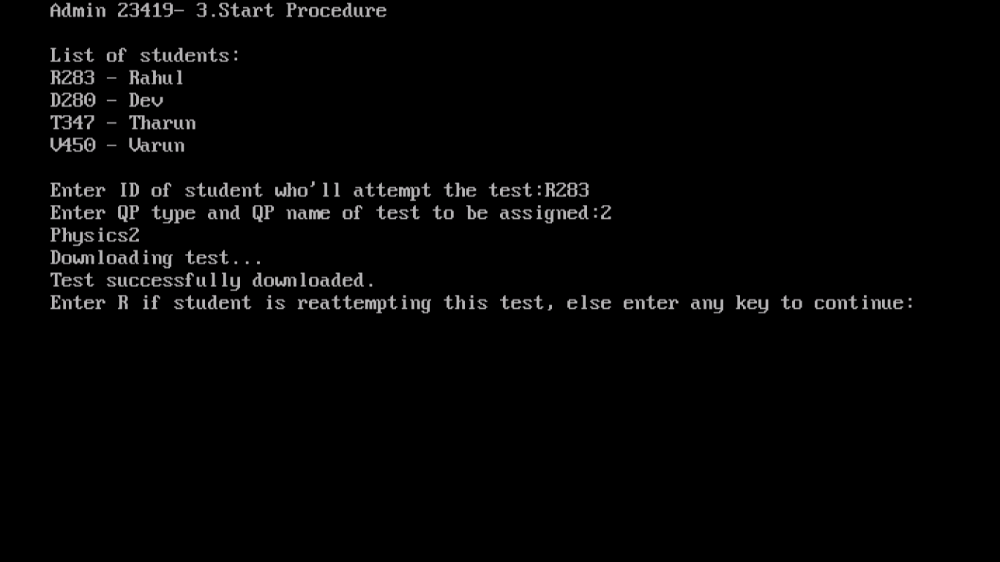 Admin 23419- 3.Start Procedure
List of students:
R283 - Rahul
D280 - Dev
T347 - Tharun
V450 - Varun
Enter ID of student who'll attempt the test:R283
Enter QP type and QP name of test to be assigned:2
Physics2
Downloading test...
Test successfully downloaded.
Enter R if student is reattempting this test, else enter any key to continue: